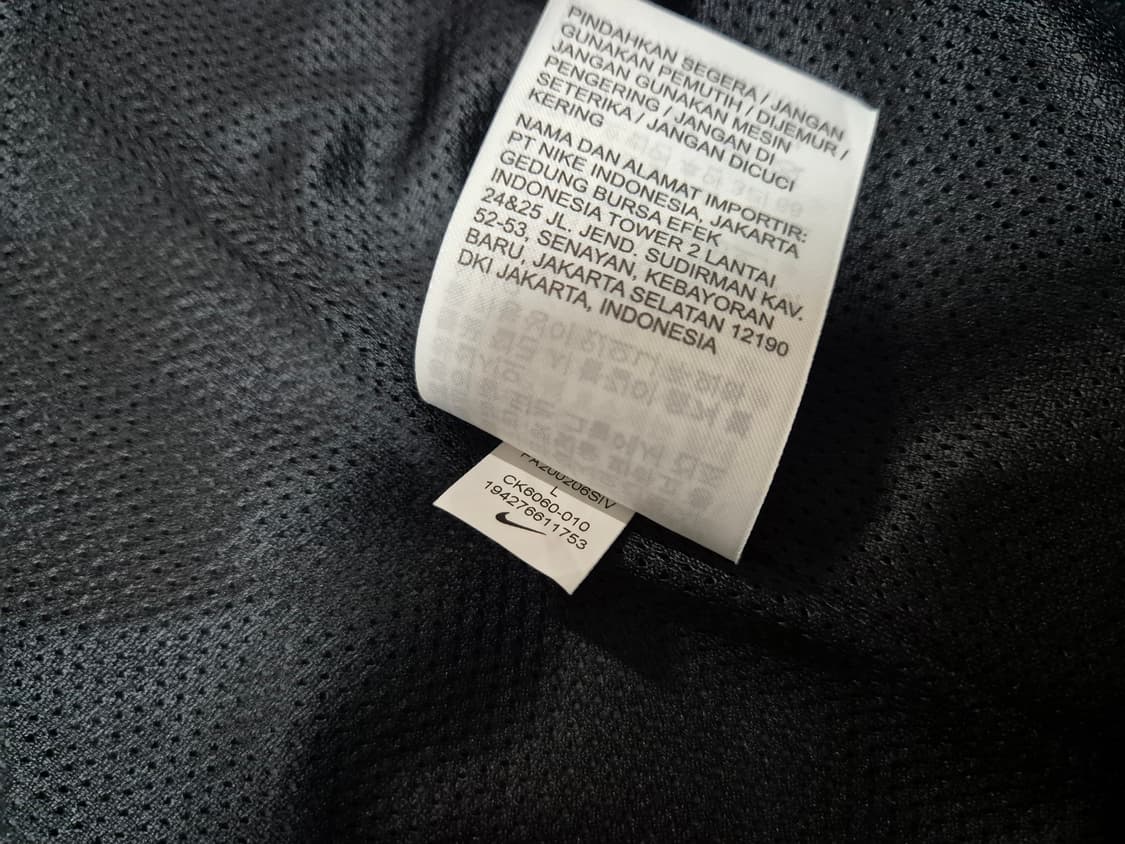 PINDAHKAN SEGERA / JANGAN
GUNAKAN PEMUTIH / DIJEMUR /
JANGAN GUNAKAN MESIN
PENGERING / JANGAN DI
SETERIKA / JANGAN DICUCI
KERING
NAMA DAN ALAMAT IMPORTIR:
PT NIKE INDONESIA, JAKARTA
GEDUNG BURSA EFEK
INDONESIA TOWER 2 LANTAI
24&25 JL. JEND. SUDIRMAN KAV.
52-53, SENAYAN, KEBAYORAN
BARU, JAKARTA SELATAN 12190
DKI JAKARTA, INDONESIA
FA200206SIV
L
CK6060-010
194276611753